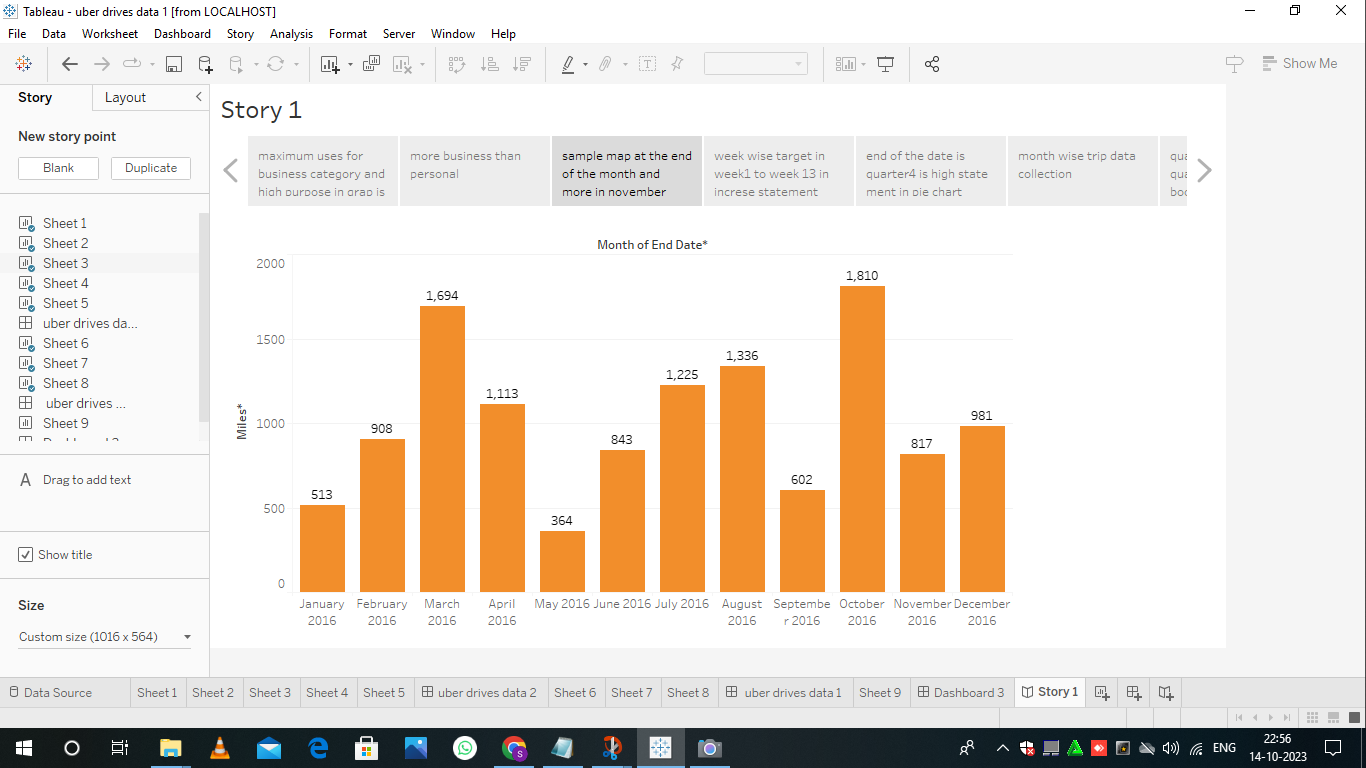 Tableau - uber drives data 1 [from LOCALHOST]
File Data Worksheet Dashboard Story Analysis Format Server Window Help
Show Me
Story Layout
New story point
Blank Duplicate
Sheet 1
Sheet 2
Sheet 3
Sheet 4
Sheet 5
uber drives da...
Sheet 6
Sheet 7
Sheet 8
uber drives ...
Sheet 9
A Drag to add text
Show title
Size
Custom size (1016 x 564)
Story 1
maximum uses for
business category and
high purpose in grap is
more business than
personal
sample map at the end
of the month and
more in november
week wise target in
week1 to week 13 in
increse statement
end of the date is
quarter4 is high state
ment in pie chart
month wise trip data
collection
qua
qua
boo
Month of End Date*
Miles*
2000
1500
1000
500
0
513
908
1,694
1,113
364
843
1,225
1,336
602
1,810
817
981
January
2016
February
2016
March
2016
April
2016
May 2016
June 2016
July 2016
August
2016
Septembe
r 2016
October
2016
November
2016
December
2016
Data Source Sheet 1 Sheet 2 Sheet 3 Sheet 4 Sheet 5 uber drives data 2 Sheet 6 Sheet 7 Sheet 8 uber drives data 1 Sheet 9 Dashboard 3 Story 1
S
ENG
22:56
14-10-2023